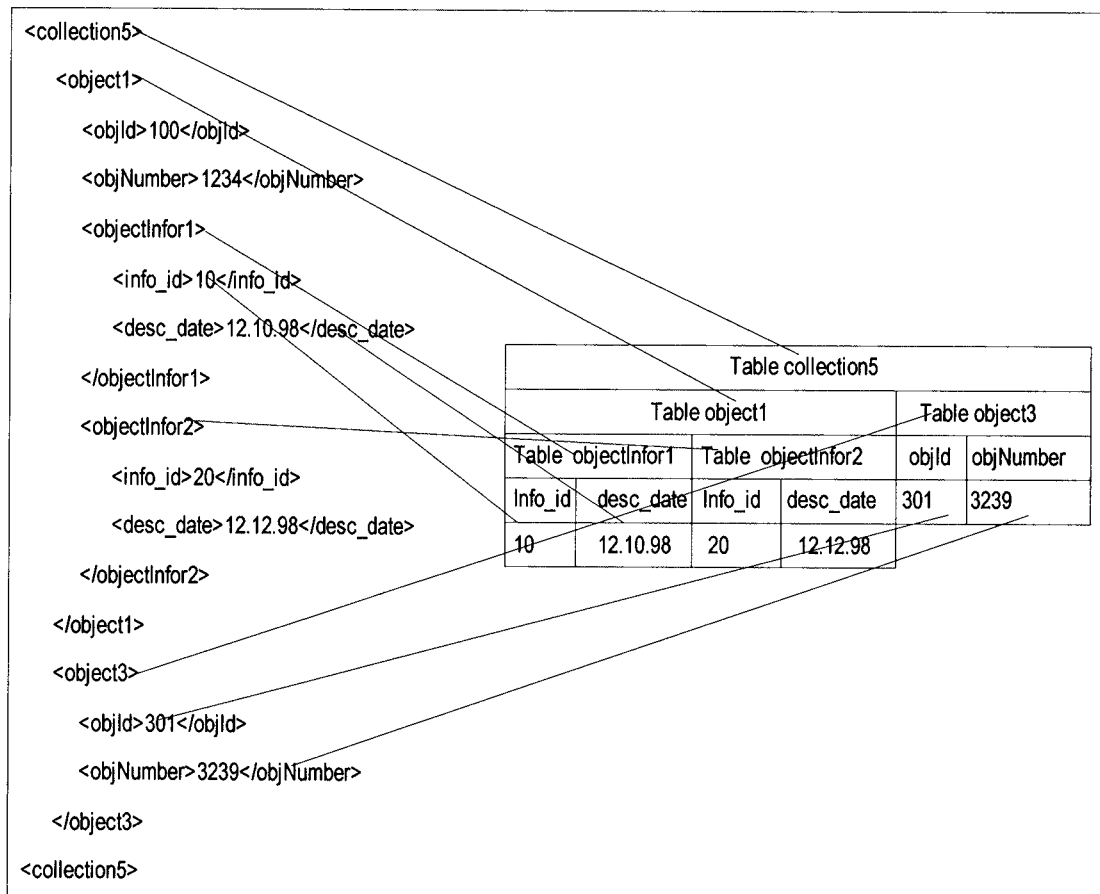 <collection5>
<object1>
<objId>100</objId>
<objNumber>1234</objNumber>
<objectInfor1>
<info_id>10</info_id>
<desc_date>12.10.98</desc_date>
</objectInfor1>
<objectInfor2>
<info_id>20</info_id>
<desc_date>12.12.98</desc_date>
</objectInfor2>
</object1>
<object3>
<objId>301</objId>
<objNumber>3239</objNumber>
</object3>
<collection5>
Table collection5
Table object1 Table object3
Table objectInfor1 Table objectInfor2 objId objNumber
Info_id desc_date Info_id desc_date 301 3239
10 12.10.98 20 12.12.98